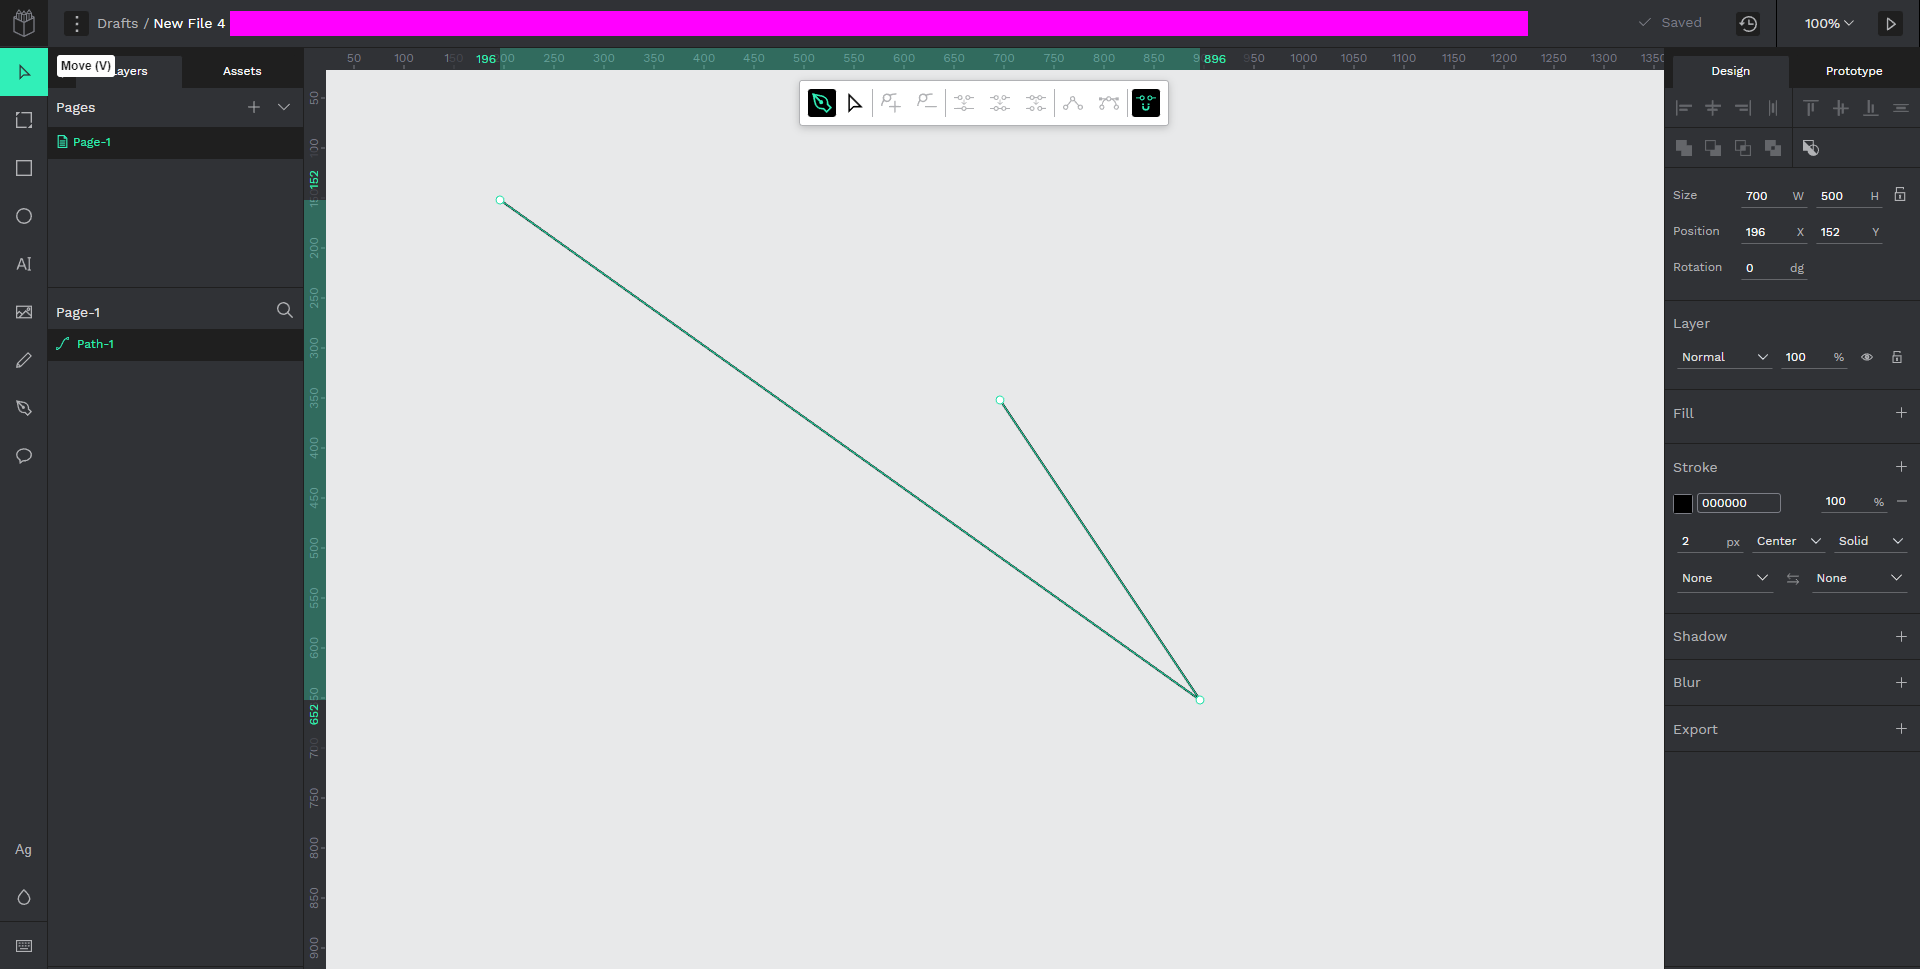 Drafts / New File 4
Saved
100%
Move (V)
Layers
Assets
Design
Prototype
Pages
Page-1
Page-1
Path-1
Ag
50 100 150 196 200 250 300 350 400 450 500 550 600 650 700 750 800 850 896 950 1000 1050 1100 1150 1200 1250 1300 1350
50
100
152
200
250
300
350
400
450
500
550
600
650
652
700
750
800
850
900
Size 700 W 500 H
Position 196 X 152 Y
Rotation 0 dg
Layer
Normal 100 %
Fill
Stroke
000000 100 %
2 px Center Solid
None None
Shadow
Blur
Export